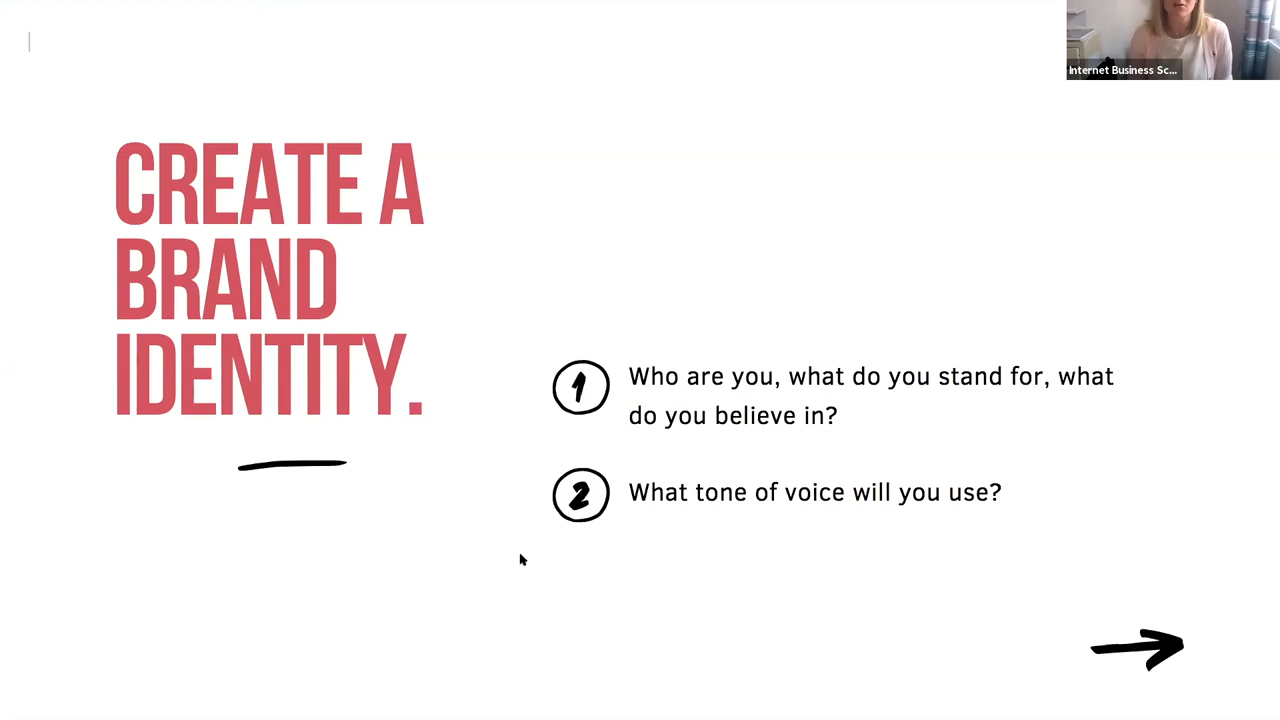 Internet Business Sc...
CREATE A
BRAND
IDENTITY.
1
Who are you, what do you stand for, what
do you believe in?
2
What tone of voice will you use?